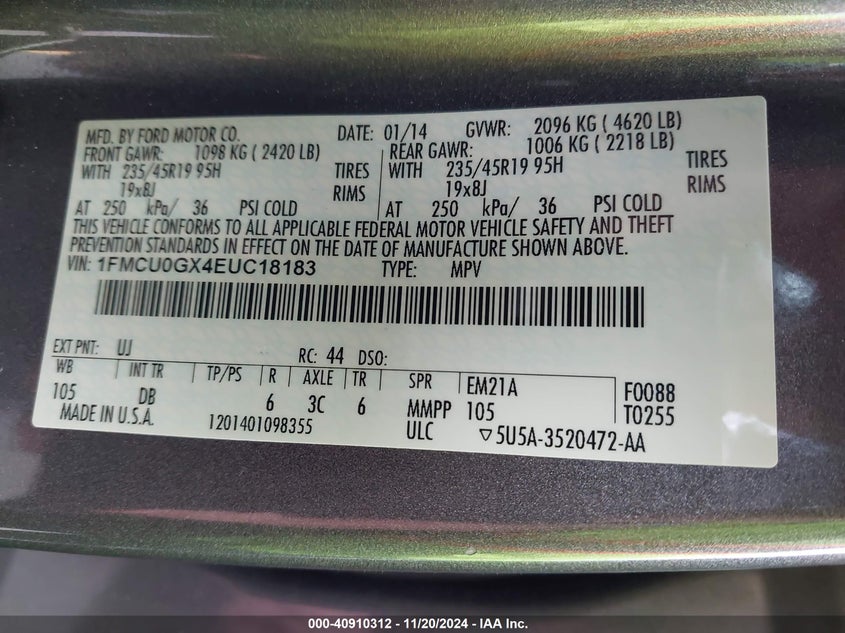 MFD. BY FORD MOTOR CO. DATE: 01/14 GVWR: 2096 KG ( 4620 LB)
FRONT GAWR: 1098 KG ( 2420 LB) REAR GAWR: 1006 KG ( 2218 LB)
WITH 235/45R19 95H TIRES WITH 235/45R19 95H TIRES
19x8J RIMS 19x8J RIMS
AT 250 kPa/ 36 PSI COLD AT 250 kPa/ 36 PSI COLD
THIS VEHICLE CONFORMS TO ALL APPLICABLE FEDERAL MOTOR VEHICLE SAFETY AND THEFT
PREVENTION STANDARDS IN EFFECT ON THE DATE OF MANUFACTURE SHOWN ABOVE.
VIN: 1FMCU0GX4EUC18183 TYPE: MPV
EXT PNT: UJ RC: 44 DSO:
WB INT TR TP/PS R AXLE TR SPR EM21A F0088
105 DB 6 3C 6 MMPP 105 T0255
MADE IN U.S.A. 1201401098355 ULC ▽5U5A-3520472-AA
000-40910312 - 11/20/2024 - IAA Inc.